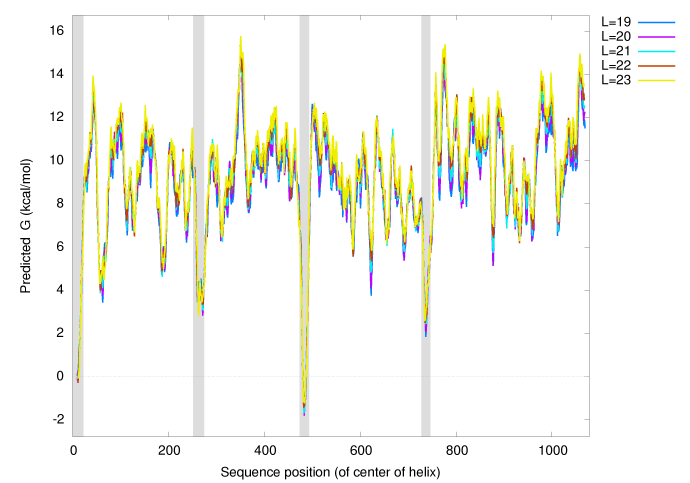 16
14
12
10
8
6
4
2
0
-2
0
200
400
600
800
1000
Predicted G (kcal/mol)
Sequence position (of center of helix)
L=19
L=20
L=21
L=22
L=23